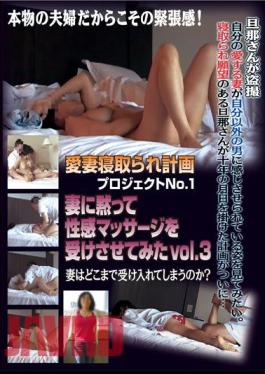 本物の夫婦だからこその緊張感！
旦那さんが盗撮
自分の愛する妻が自分以外の男に感じさせられている姿を見てみたい。
寝取られ願望のある旦那さんが十年の月日を掛けた計画がついに…
愛妻寝取られ計画
プロジェクトNo.1
妻に黙って
性感マッサージを
受けさせてみたvol.3
妻はどこまで受け入れてしまうのか？